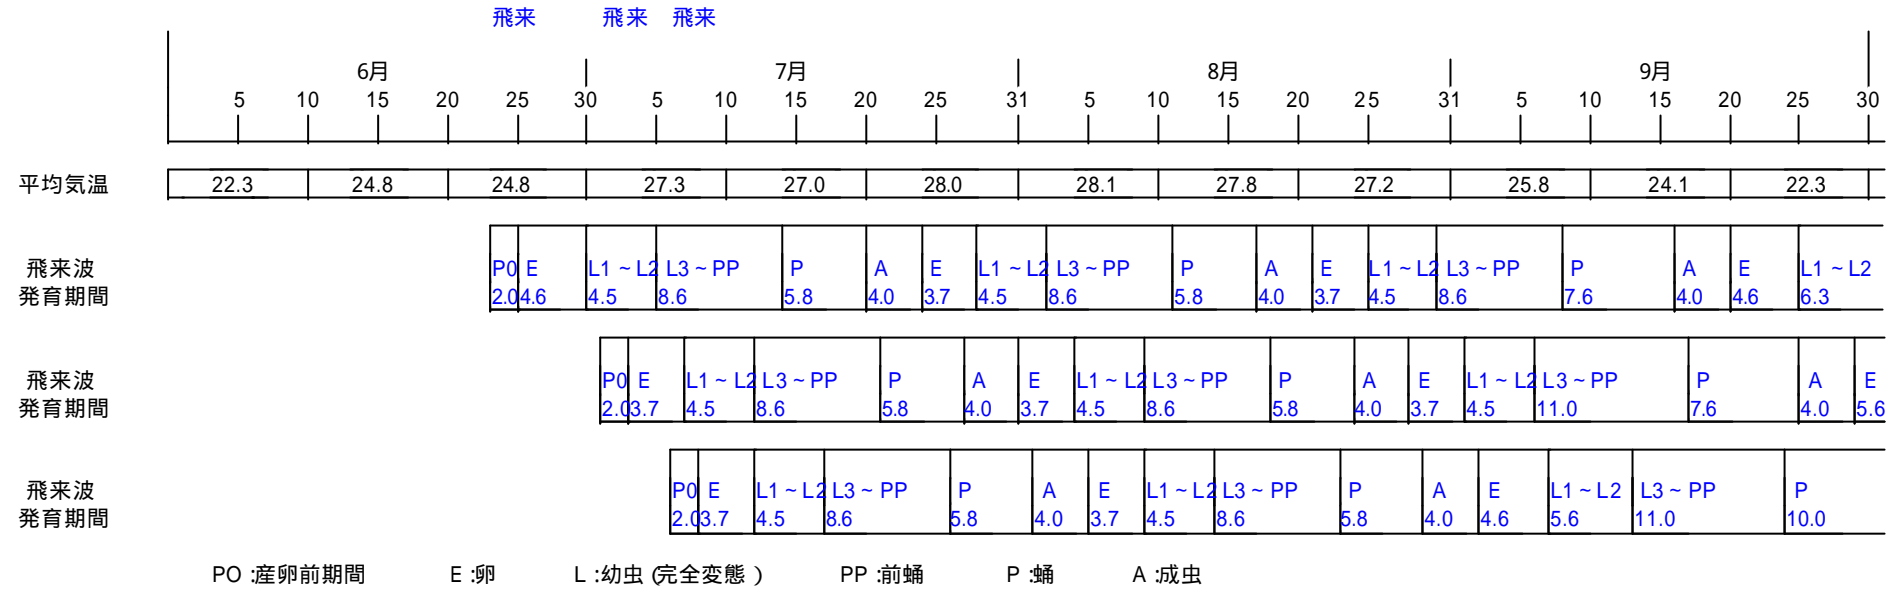 飛来 飛来 飛来
6月 7月 8月 9月
5 10 15 20 25 30 5 10 15 20 25 31 5 10 15 20 25 31 5 10 15 20 25 30
平均気温 22.3 24.8 24.8 27.3 27.0 28.0 28.1 27.8 27.2 25.8 24.1 22.3
飛来波 PO E L1~L2 L3~PP P A E L1~L2 L3~PP P A E L1~L2 L3~PP P A E L1~L2
発育期間 2.0 4.6 4.5 8.6 5.8 4.0 3.7 4.5 8.6 5.8 4.0 3.7 4.5 8.6 7.6 4.0 4.6 6.3
飛来波 PO E L1~L2 L3~PP P A E L1~L2 L3~PP P A E L1~L2 L3~PP P A E
発育期間 2.0 3.7 4.5 8.6 5.8 4.0 3.7 4.5 8.6 5.8 4.0 3.7 4.5 11.0 7.6 4.0 5.6
飛来波 PO E L1~L2 L3~PP P A E L1~L2 L3~PP P A E L1~L2 L3~PP P
発育期間 2.0 3.7 4.5 8.6 5.8 4.0 3.7 4.5 8.6 5.8 4.0 4.6 5.6 11.0 10.0
PO:産卵前期間 E:卵 L:幼虫(完全変態) PP:前蛹 P:蛹 A:成虫